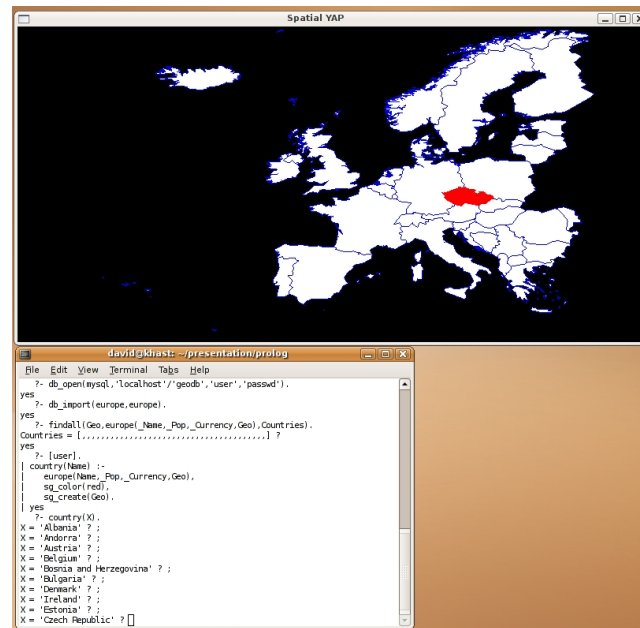 Spatial YAP
david@khast: ~/presentation/prolog
File Edit View Terminal Tabs Help
?- db_open(mysql,'localhost'/'geodb','user','passwd').
yes
?- db_import(europe,europe).
yes
?- findall(Geo,europe(_Name,_Pop,_Currency,Geo),Countries).
Countries = [,,,,,,,,,,,,,,,,,,,,,,,,,,,,,,,,,,,,,,] ?
yes
?- [user].
| country(Name) :-
| europe(Name,_Pop,_Currency,Geo),
| sg_color(red),
| sg_create(Geo).
| yes
?- country(X).
X = 'Albania' ? ;
X = 'Andorra' ? ;
X = 'Austria' ? ;
X = 'Belgium' ? ;
X = 'Bosnia and Herzegovina' ? ;
X = 'Bulgaria' ? ;
X = 'Denmark' ? ;
X = 'Ireland' ? ;
X = 'Estonia' ? ;
X = 'Czech Republic' ?